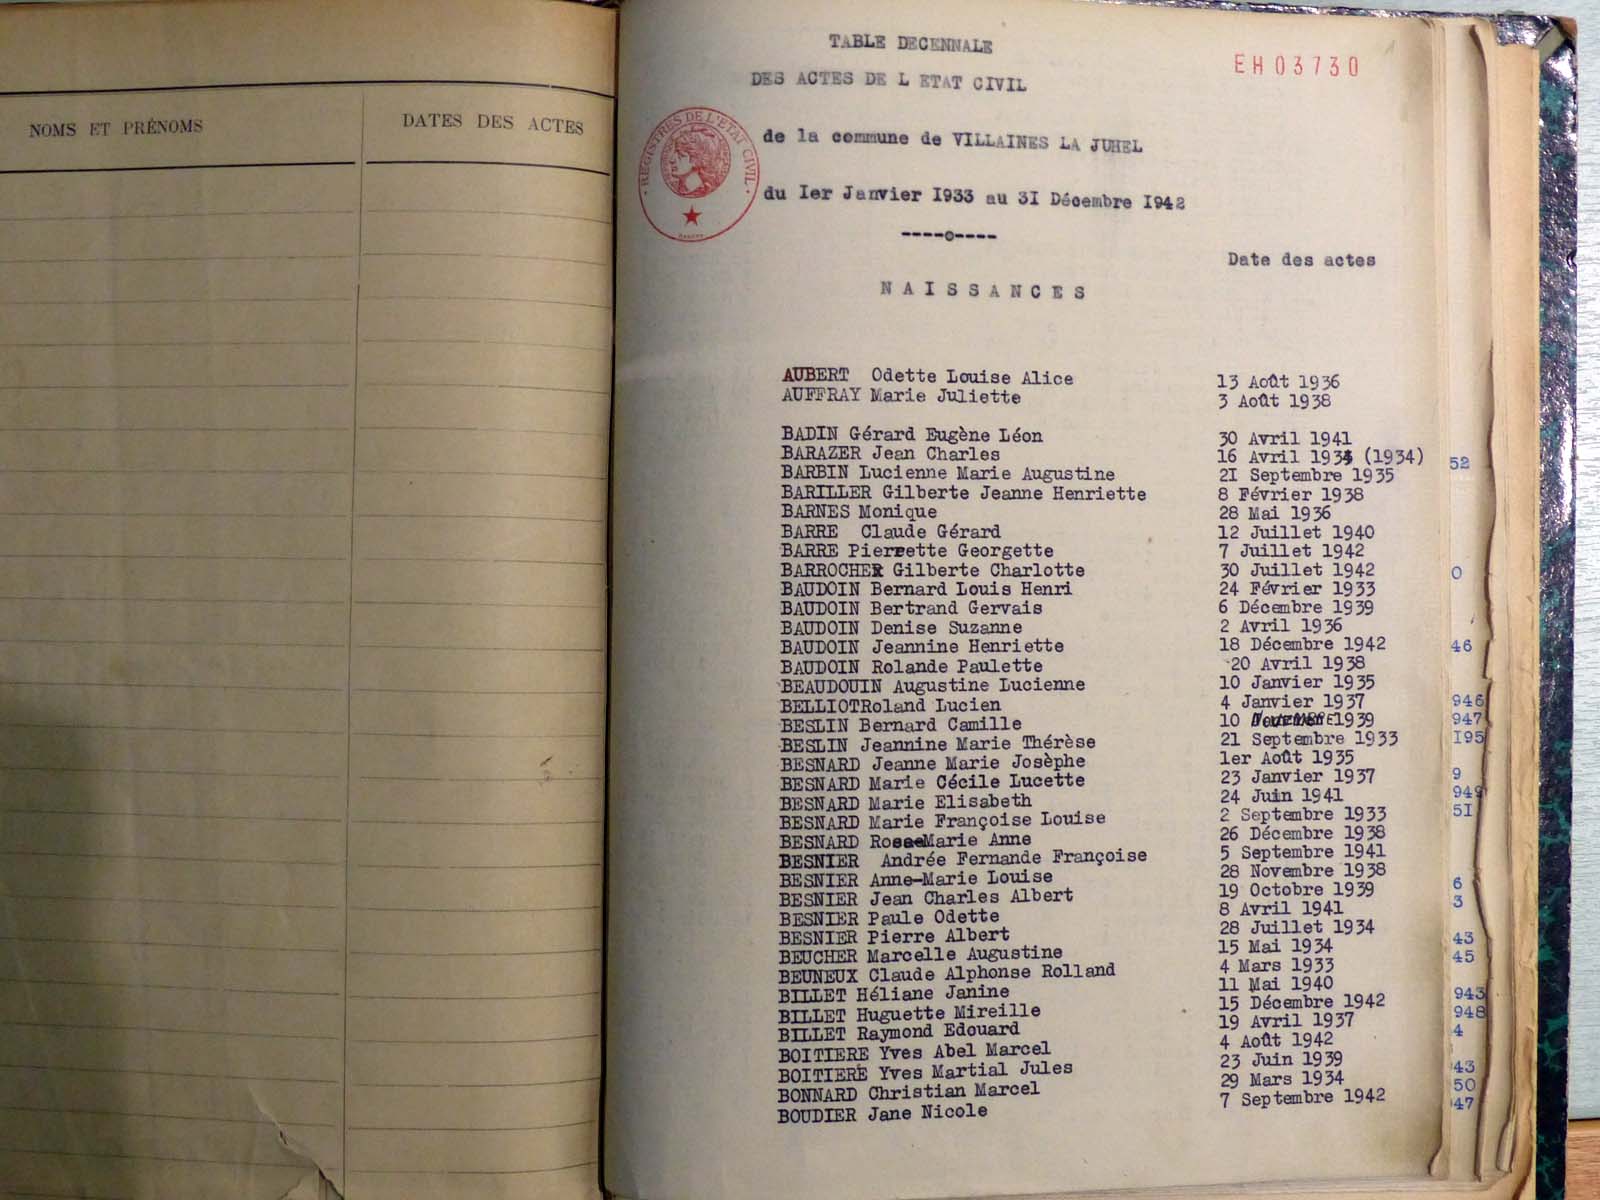 NOMS ET PRÉNOMS DATES DES ACTES
TABLE DECENNALE
EH03730
DES ACTES DE L ETAT CIVIL
REGISTRES DE L'ETAT CIVIL
de la commune de VILLAINES LA JUHEL
du Ier Janvier I933 au 3I Décembre I942
----o----
Date des actes
NAISSANCES
AUBERT Odette Louise Alice 13 Août 1936
AUFFRAY Marie Juliette 3 Août 1938
BADIN Gérard Eugène Léon 30 Avril 1941
BARAZER Jean Charles 16 Avril 1934 (1934)
BARBIN Lucienne Marie Augustine 2I Septembre 1935
BARILLER Gilberte Jeanne Henriette 8 Février 1938
BARNES Monique 28 Mai 1936
BARRE Claude Gérard 12 Juillet 1940
BARRE Pierrette Georgette 7 Juillet 1942
BARROCHER Gilberte Charlotte 30 Juillet 1942
BAUDOIN Bernard Louis Henri 24 Février 1933
BAUDOIN Bertrand Gervais 6 Décembre 1939
BAUDOIN Denise Suzanne 2 Avril 1936
BAUDOIN Jeannine Henriette 18 Décembre 1942
BAUDOIN Rolande Paulette 20 Avril 1938
BEAUDOUIN Augustine Lucienne 10 Janvier 1935
BELLIOTRoland Lucien 4 Janvier 1937
BESLIN Bernard Camille 10 NOVEMBRE 1939
BESLIN Jeannine Marie Thérèse 21 Septembre 1933
BESNARD Jeanne Marie Josèphe 1er Août 1935
BESNARD Marie Cécile Lucette 23 Janvier 1937
BESNARD Marie Elisabeth 24 Juin 1941
BESNARD Marie Françoise Louise 2 Septembre 1933
BESNARD RoseMarie Anne 26 Décembre 1938
BESNIER Andrée Fernande Françoise 5 Septembre 1941
BESNIER Anne-Marie Louise 28 Novembre 1938
BESNIER Jean Charles Albert 19 Octobre 1939
BESNIER Paule Odette 8 Avril 1941
BESNIER Pierre Albert 28 Juillet 1934
BEUCHER Marcelle Augustine 15 Mai 1934
BEUNEUX Claude Alphonse Rolland 4 Mars 1933
BILLET Héliane Janine 11 Mai 1940
BILLET Huguette Mireille 15 Décembre 1942
BILLET Raymond Edouard 19 Avril 1937
BOITIERE Yves Abel Marcel 4 Août 1942
BOITIERE Yves Martial Jules 23 Juin 1939
BONNARD Christian Marcel 29 Mars 1934
BOUDIER Jane Nicole 7 Septembre 1942
52
0
46
946
947
I95
9
949
5I
6
3
43
45
943
948
4
43
50
47